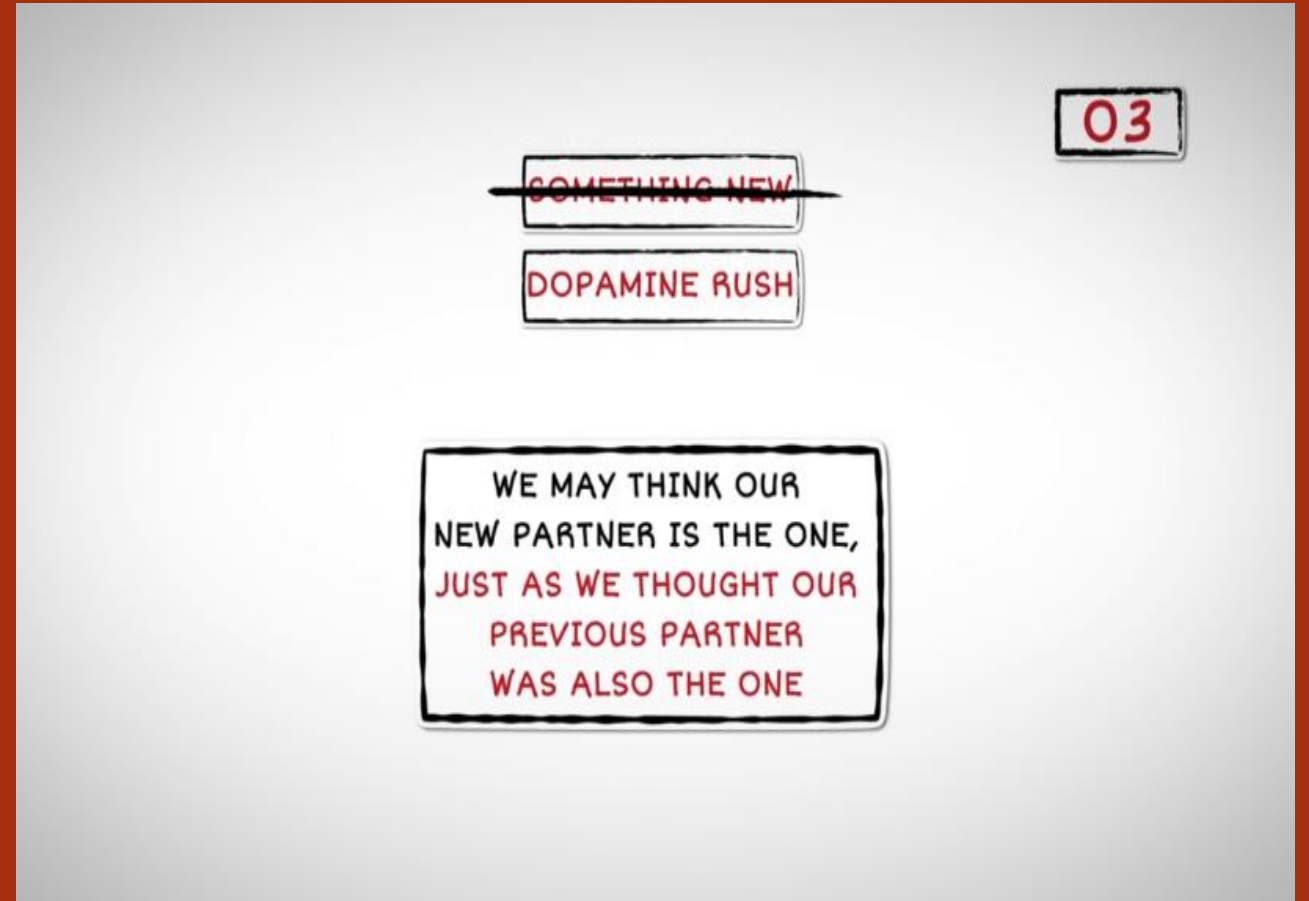 03
SOMETHING NEW
DOPAMINE RUSH
WE MAY THINK OUR
NEW PARTNER IS THE ONE,
JUST AS WE THOUGHT OUR
PREVIOUS PARTNER
WAS ALSO THE ONE